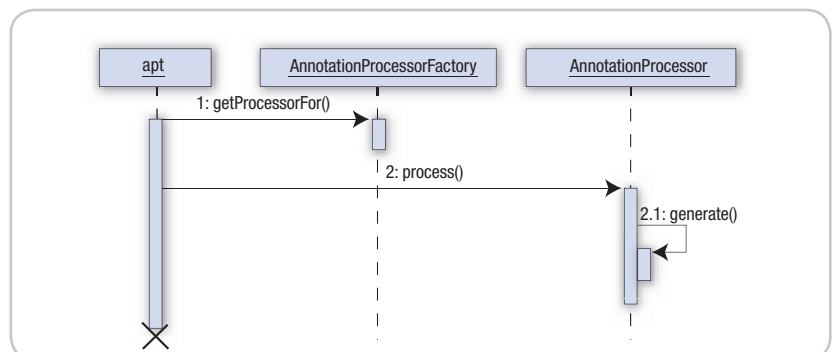 apt
AnnotationProcessorFactory
AnnotationProcessor
1: getProcessorFor()
2: process()
2.1: generate()